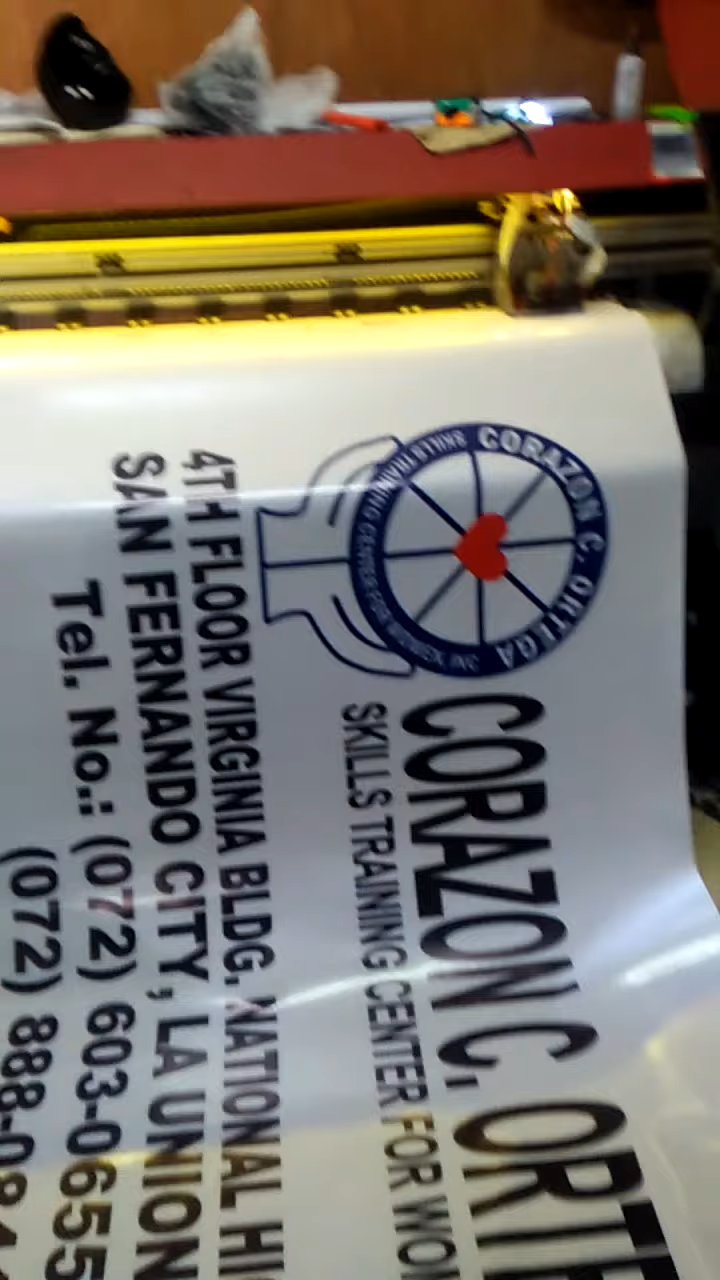 CORAZON C. ORTEGA
SKILLS TRAINING CENTER FOR WOMEN, INC
CORAZON C. ORTE
SKILLS TRAINING CENTER FOR WOM
4TH FLOOR VIRGINIA BLDG. NATIONAL HI
SAN FERNANDO CITY, LA UNION
Tel. No.: (072) 603-0655
(072) 888-0